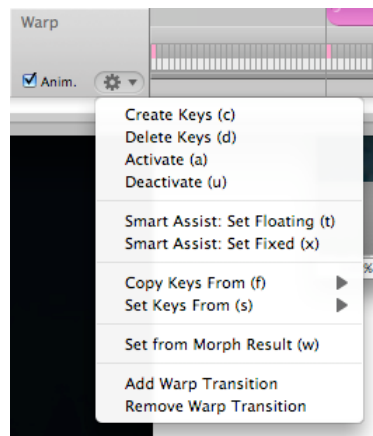 Warp
Anim.
Create Keys (c)
Delete Keys (d)
Activate (a)
Deactivate (u)
Smart Assist: Set Floating (t)
Smart Assist: Set Fixed (x)
%
Copy Keys From (f)
Set Keys From (s)
Set from Morph Result (w)
Add Warp Transition
Remove Warp Transition